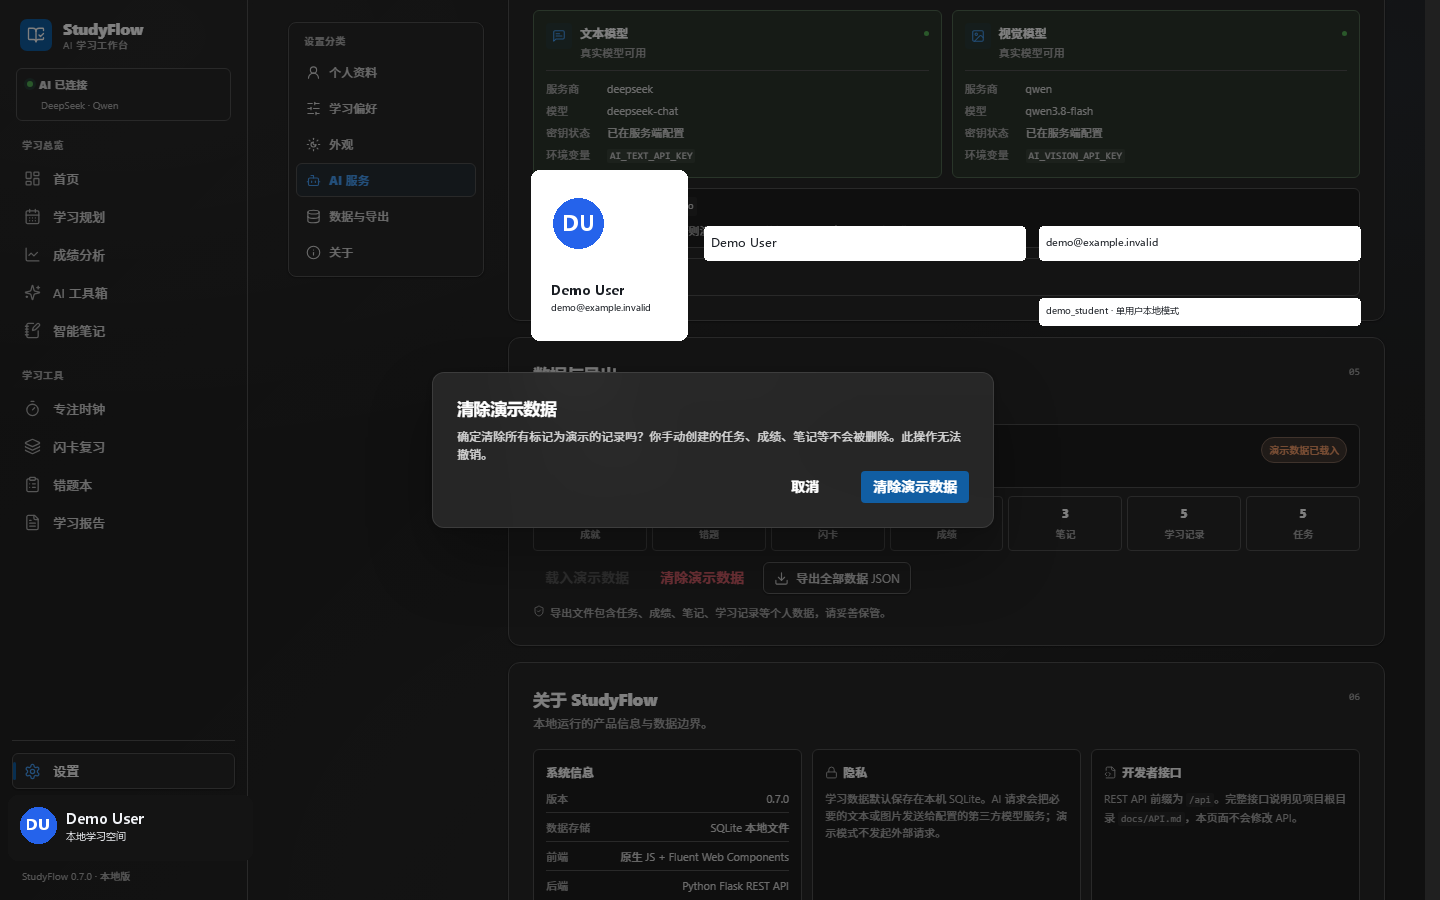 StudyFlow
AI 学习工作台
AI 已连接
DeepSeek · Qwen
学习总览
首页
学习规划
成绩分析
AI 工具箱
智能笔记
学习工具
专注时钟
闪卡复习
错题本
学习报告
设置
DU
Demo User
本地学习空间
StudyFlow 0.7.0 · 本地版
设置分类
个人资料
学习偏好
外观
AI 服务
数据与导出
关于
文本模型
真实模型可用
服务商 deepseek
模型 deepseek-chat
密钥状态 已在服务端配置
环境变量 AI_TEXT_API_KEY
视觉模型
真实模型可用
服务商 qwen
模型 qwen3.8-flash
密钥状态 已在服务端配置
环境变量 AI_VISION_API_KEY
DU
Demo User
demo@example.invalid
Demo User
demo@example.invalid
demo_student · 单用户本地模式
数据与导出
05
清除演示数据
确定清除所有标记为演示的记录吗？你手动创建的任务、成绩、笔记等不会被删除。此操作无法
撤销。
取消
清除演示数据
演示数据已载入
成就
错题
闪卡
成绩
3
笔记
5
学习记录
5
任务
载入演示数据
清除演示数据
导出全部数据 JSON
导出文件包含任务、成绩、笔记、学习记录等个人数据，请妥善保管。
关于 StudyFlow
06
本地运行的产品信息与数据边界。
系统信息
版本 0.7.0
数据存储 SQLite 本地文件
前端 原生 JS + Fluent Web Components
后端 Python Flask REST API
隐私
学习数据默认保存在本机 SQLite。AI 请求会把必
要的文本或图片发送给配置的第三方模型服务；演
示模式不发起外部请求。
开发者接口
REST API 前缀为 /api 。完整接口说明见项目根目
录 docs/API.md ，本页面不会修改 API。